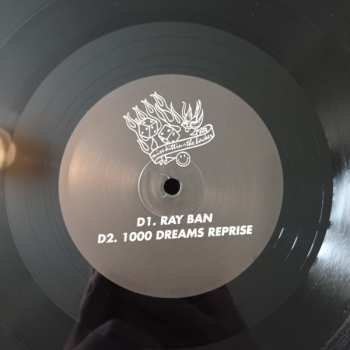 D1. RAY BAN
D2. 1000 DREAMS REPRISE